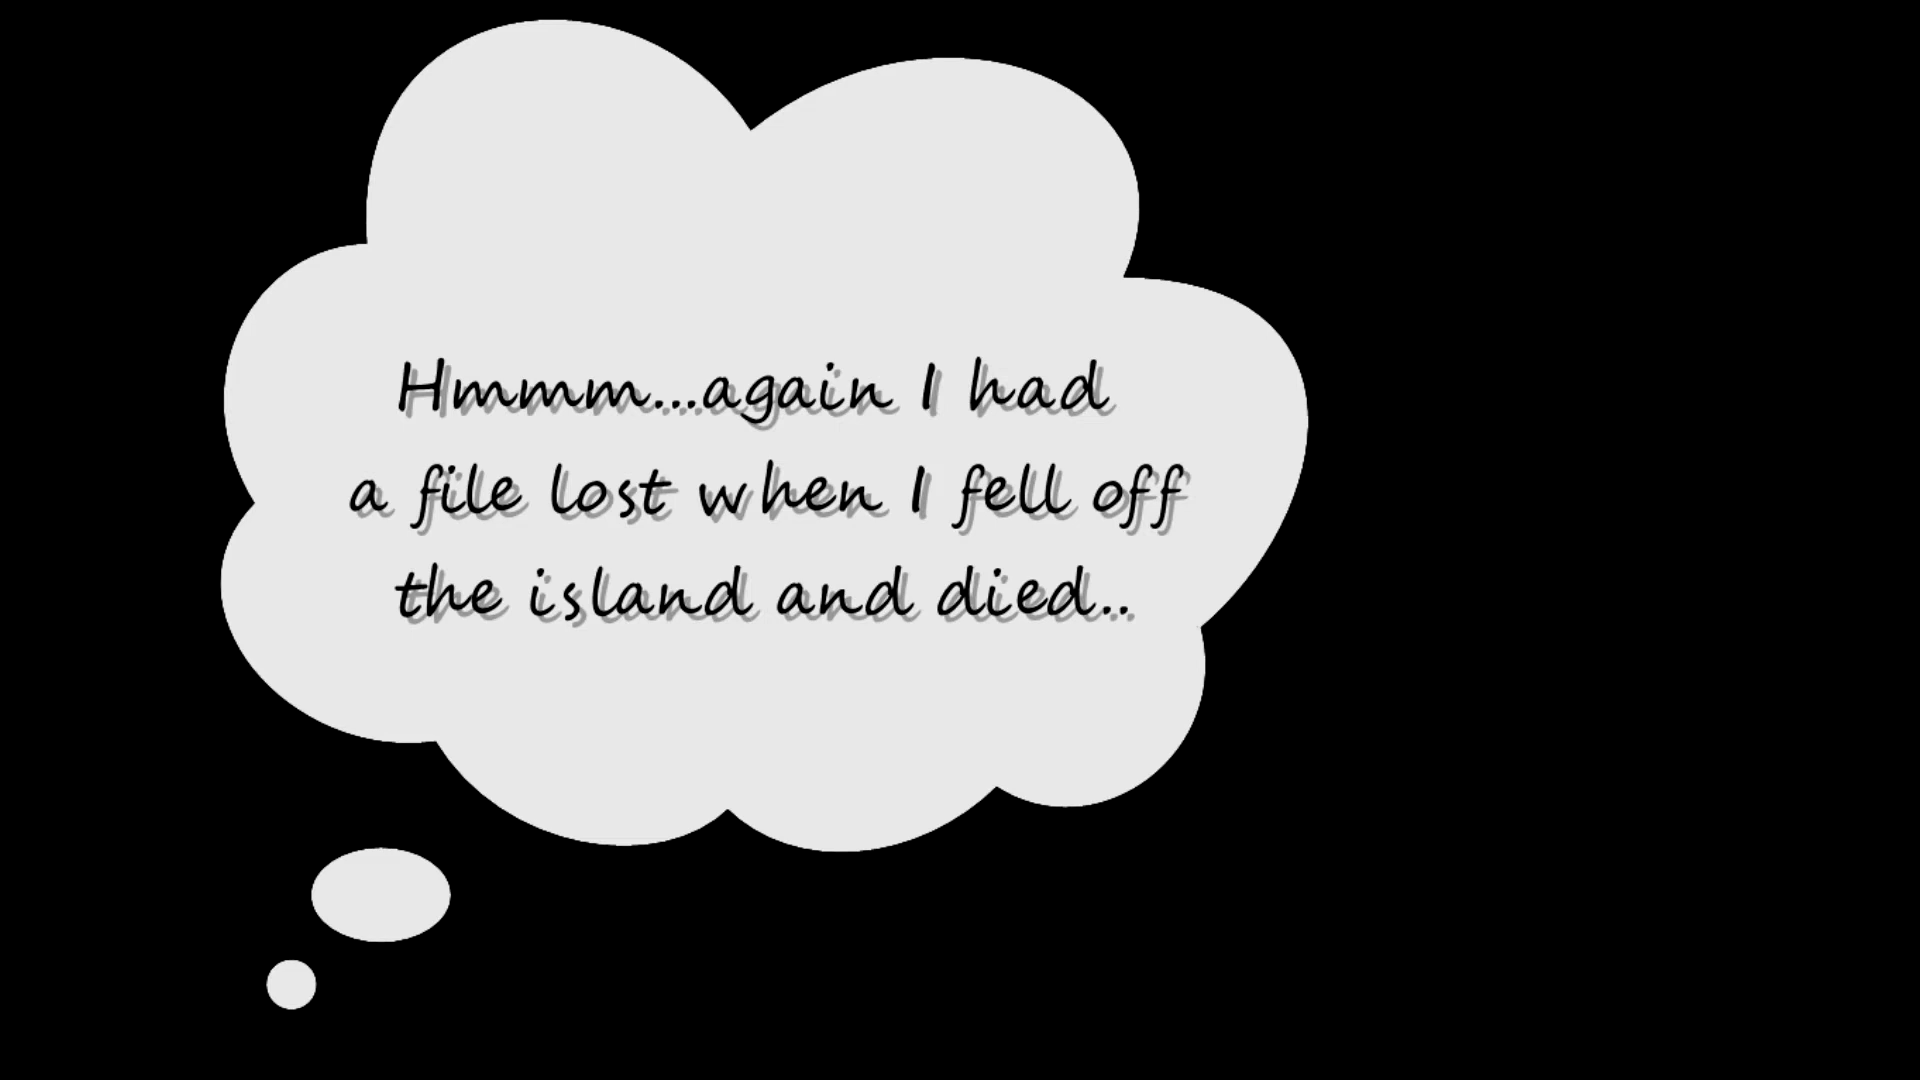 Hmmm...again I had
a file lost when I fell off
the island and died..